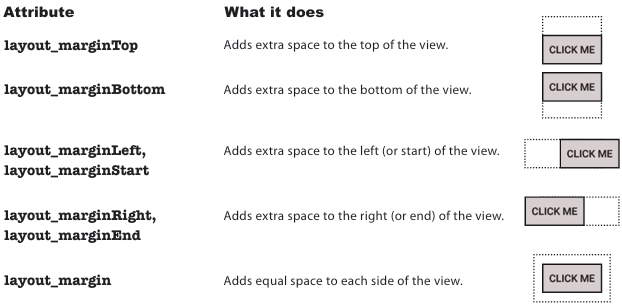 Attribute What it does
layout_marginTop Adds extra space to the top of the view. CLICK ME
layout_marginBottom Adds extra space to the bottom of the view. CLICK ME
layout_marginLeft, Adds extra space to the left (or start) of the view. CLICK ME
layout_marginStart
layout_marginRight, Adds extra space to the right (or end) of the view. CLICK ME
layout_marginEnd
layout_margin Adds equal space to each side of the view. CLICK ME